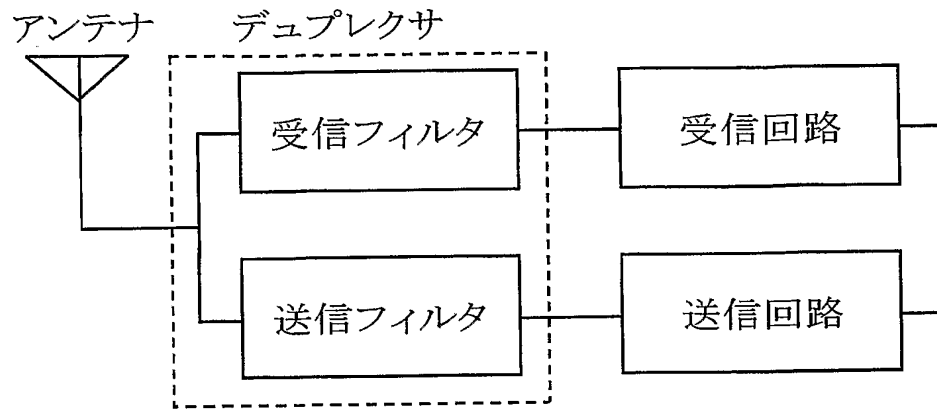 アンテナ
デュプレクサ
受信フィルタ
受信回路
送信フィルタ
送信回路